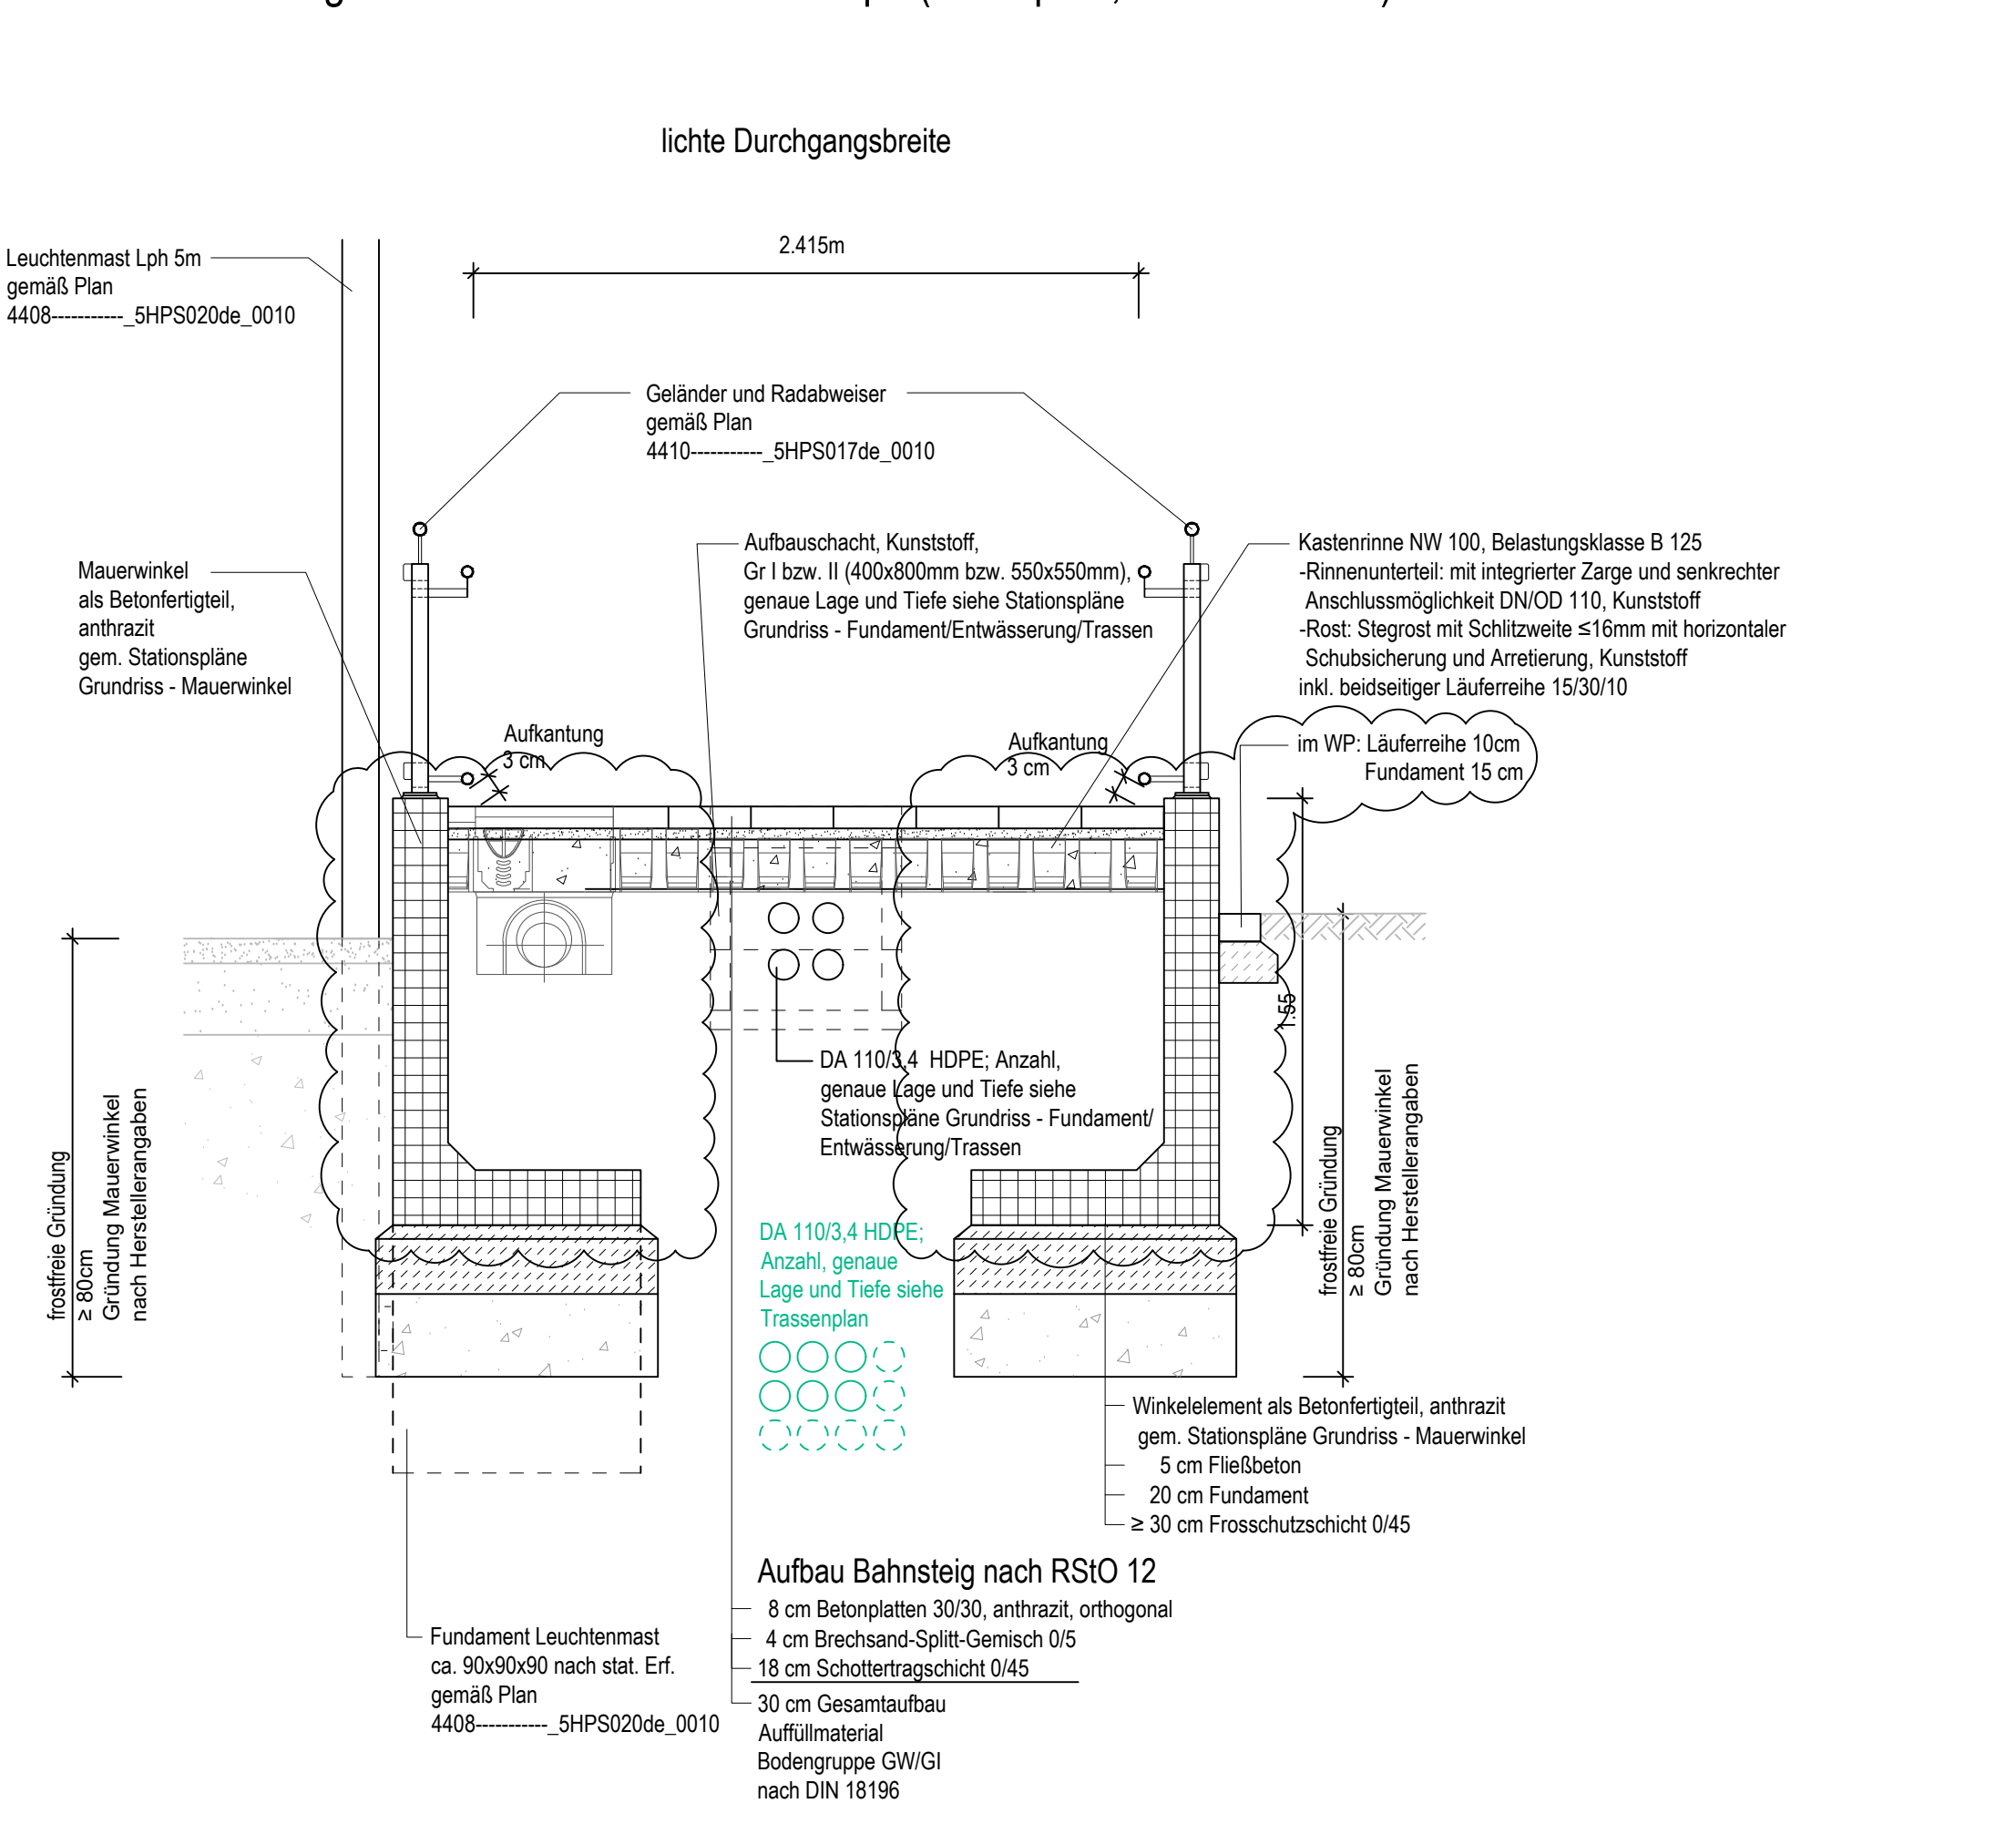 lichte Durchgangsbreite
2.415m
Leuchtenmast Lph 5m
gemäß Plan
4408-----------_5HPS020de_0010
Geländer und Radabweiser
gemäß Plan
4410-----------_5HPS017de_0010
Mauerwinkel
als Betonfertigteil,
anthrazit
gem. Stationspläne
Grundriss - Mauerwinkel
Aufbauschacht, Kunststoff,
Gr I bzw. II (400x800mm bzw. 550x550mm),
genaue Lage und Tiefe siehe Stationspläne
Grundriss - Fundament/Entwässerung/Trassen
Kastenrinne NW 100, Belastungsklasse B 125
-Rinnenunterteil: mit integrierter Zarge und senkrechter
Anschlussmöglichkeit DN/OD 110, Kunststoff
-Rost: Stegrost mit Schlitzweite ≤16mm mit horizontaler
Schubsicherung und Arretierung, Kunststoff
inkl. beidseitiger Läuferreihe 15/30/10
Aufkantung
3 cm
Aufkantung
3 cm
im WP: Läuferreihe 10cm
Fundament 15 cm
1.55
DA 110/3,4  HDPE; Anzahl,
genaue Lage und Tiefe siehe
Stationspläne Grundriss - Fundament/
Entwässerung/Trassen
frostfreie Gründung
≥ 80cm
Gründung Mauerwinkel
nach Herstellerangaben
frostfreie Gründung
≥ 80cm
Gründung Mauerwinkel
nach Herstellerangaben
DA 110/3,4 HDPE;
Anzahl, genaue
Lage und Tiefe siehe
Trassenplan
Winkelelement als Betonfertigteil, anthrazit
gem. Stationspläne Grundriss - Mauerwinkel
5 cm Fließbeton
20 cm Fundament
≥ 30 cm Frosschutzschicht 0/45
Aufbau Bahnsteig nach RStO 12
8 cm Betonplatten 30/30, anthrazit, orthogonal
4 cm Brechsand-Splitt-Gemisch 0/5
18 cm Schottertragschicht 0/45
30 cm Gesamtaufbau
Auffüllmaterial
Bodengruppe GW/GI
nach DIN 18196
Fundament Leuchtenmast
ca. 90x90x90 nach stat. Erf.
gemäß Plan
4408-----------_5HPS020de_0010